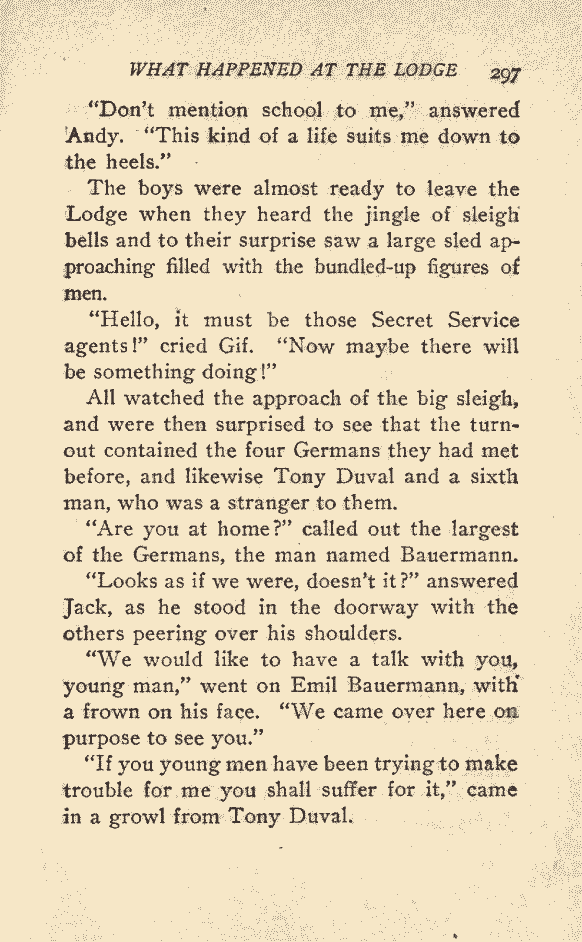 WHAT HAPPENED AT THE LODGE 297
“Don’t mention school to me,” answered
Andy. “This kind of a life suits me down to
the heels.”
The boys were almost ready to leave the
Lodge when they heard the jingle of sleigh
bells and to their surprise saw a large sled ap-
proaching filled with the bundled-up figures of
men.
“Hello, it must be those Secret Service
agents!” cried Gif. “Now maybe there will
be something doing!”
All watched the approach of the big sleigh,
and were then surprised to see that the turn-
out contained the four Germans they had met
before, and likewise Tony Duval and a sixth
man, who was a stranger to them.
“Are you at home?” called out the largest
of the Germans, the man named Bauermann.
“Looks as if we were, doesn’t it?” answered
Jack, as he stood in the doorway with the
others peering over his shoulders.
“We would like to have a talk with you,
young man,” went on Emil Bauermann, with
a frown on his face. “We came over here on
purpose to see you.”
“If you young men have been trying to make
trouble for me you shall suffer for it,” came
in a growl from Tony Duval.